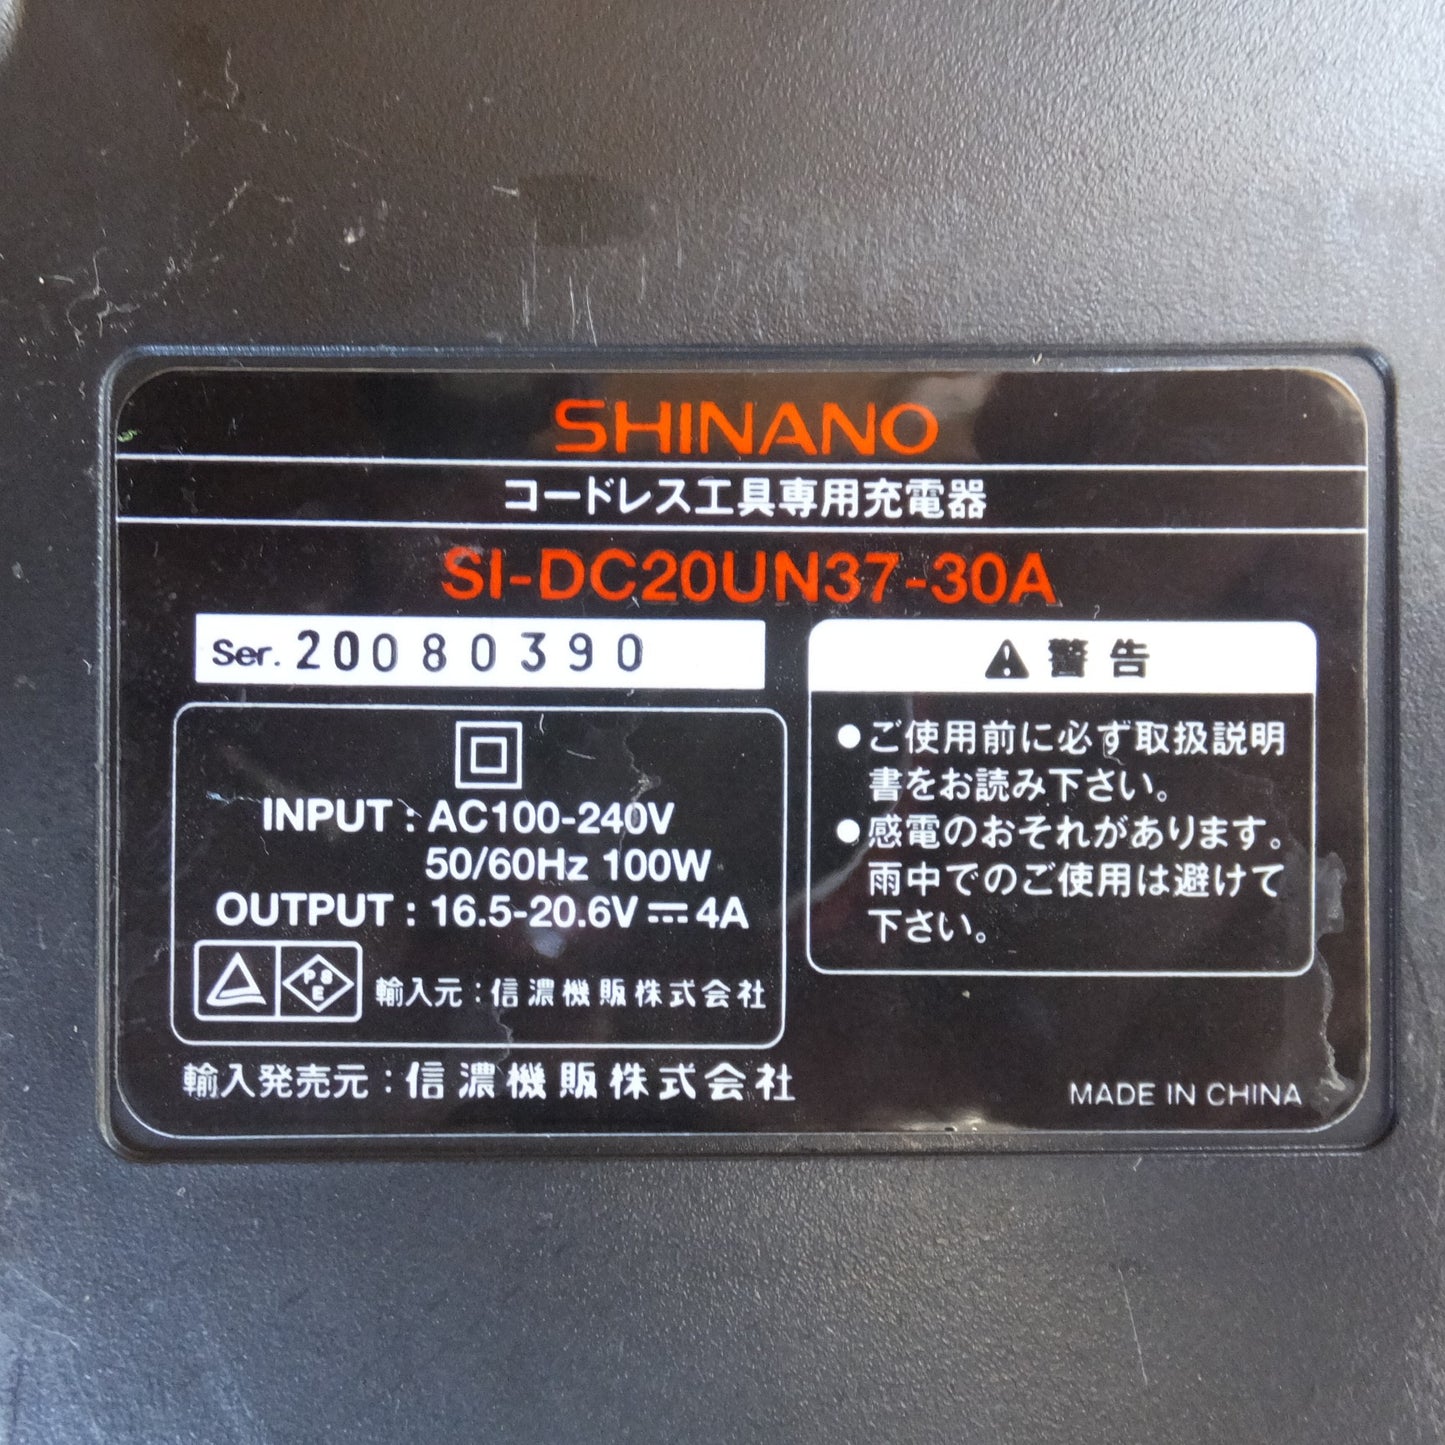 SHINANO
コードレス工具専用充電器
SI-DC20UN37-30A
Ser. 20080390
INPUT : AC100-240V
50/60Hz 100W
OUTPUT : 16.5-20.6V ⎓ 4A
PS
E
輸入元 : 信濃機販株式会社
⚠ 警告
●ご使用前に必ず取扱説明
書をお読み下さい。
●感電のおそれがあります。
雨中でのご使用は避けて
下さい。
輸入発売元 : 信濃機販株式会社
MADE IN CHINA